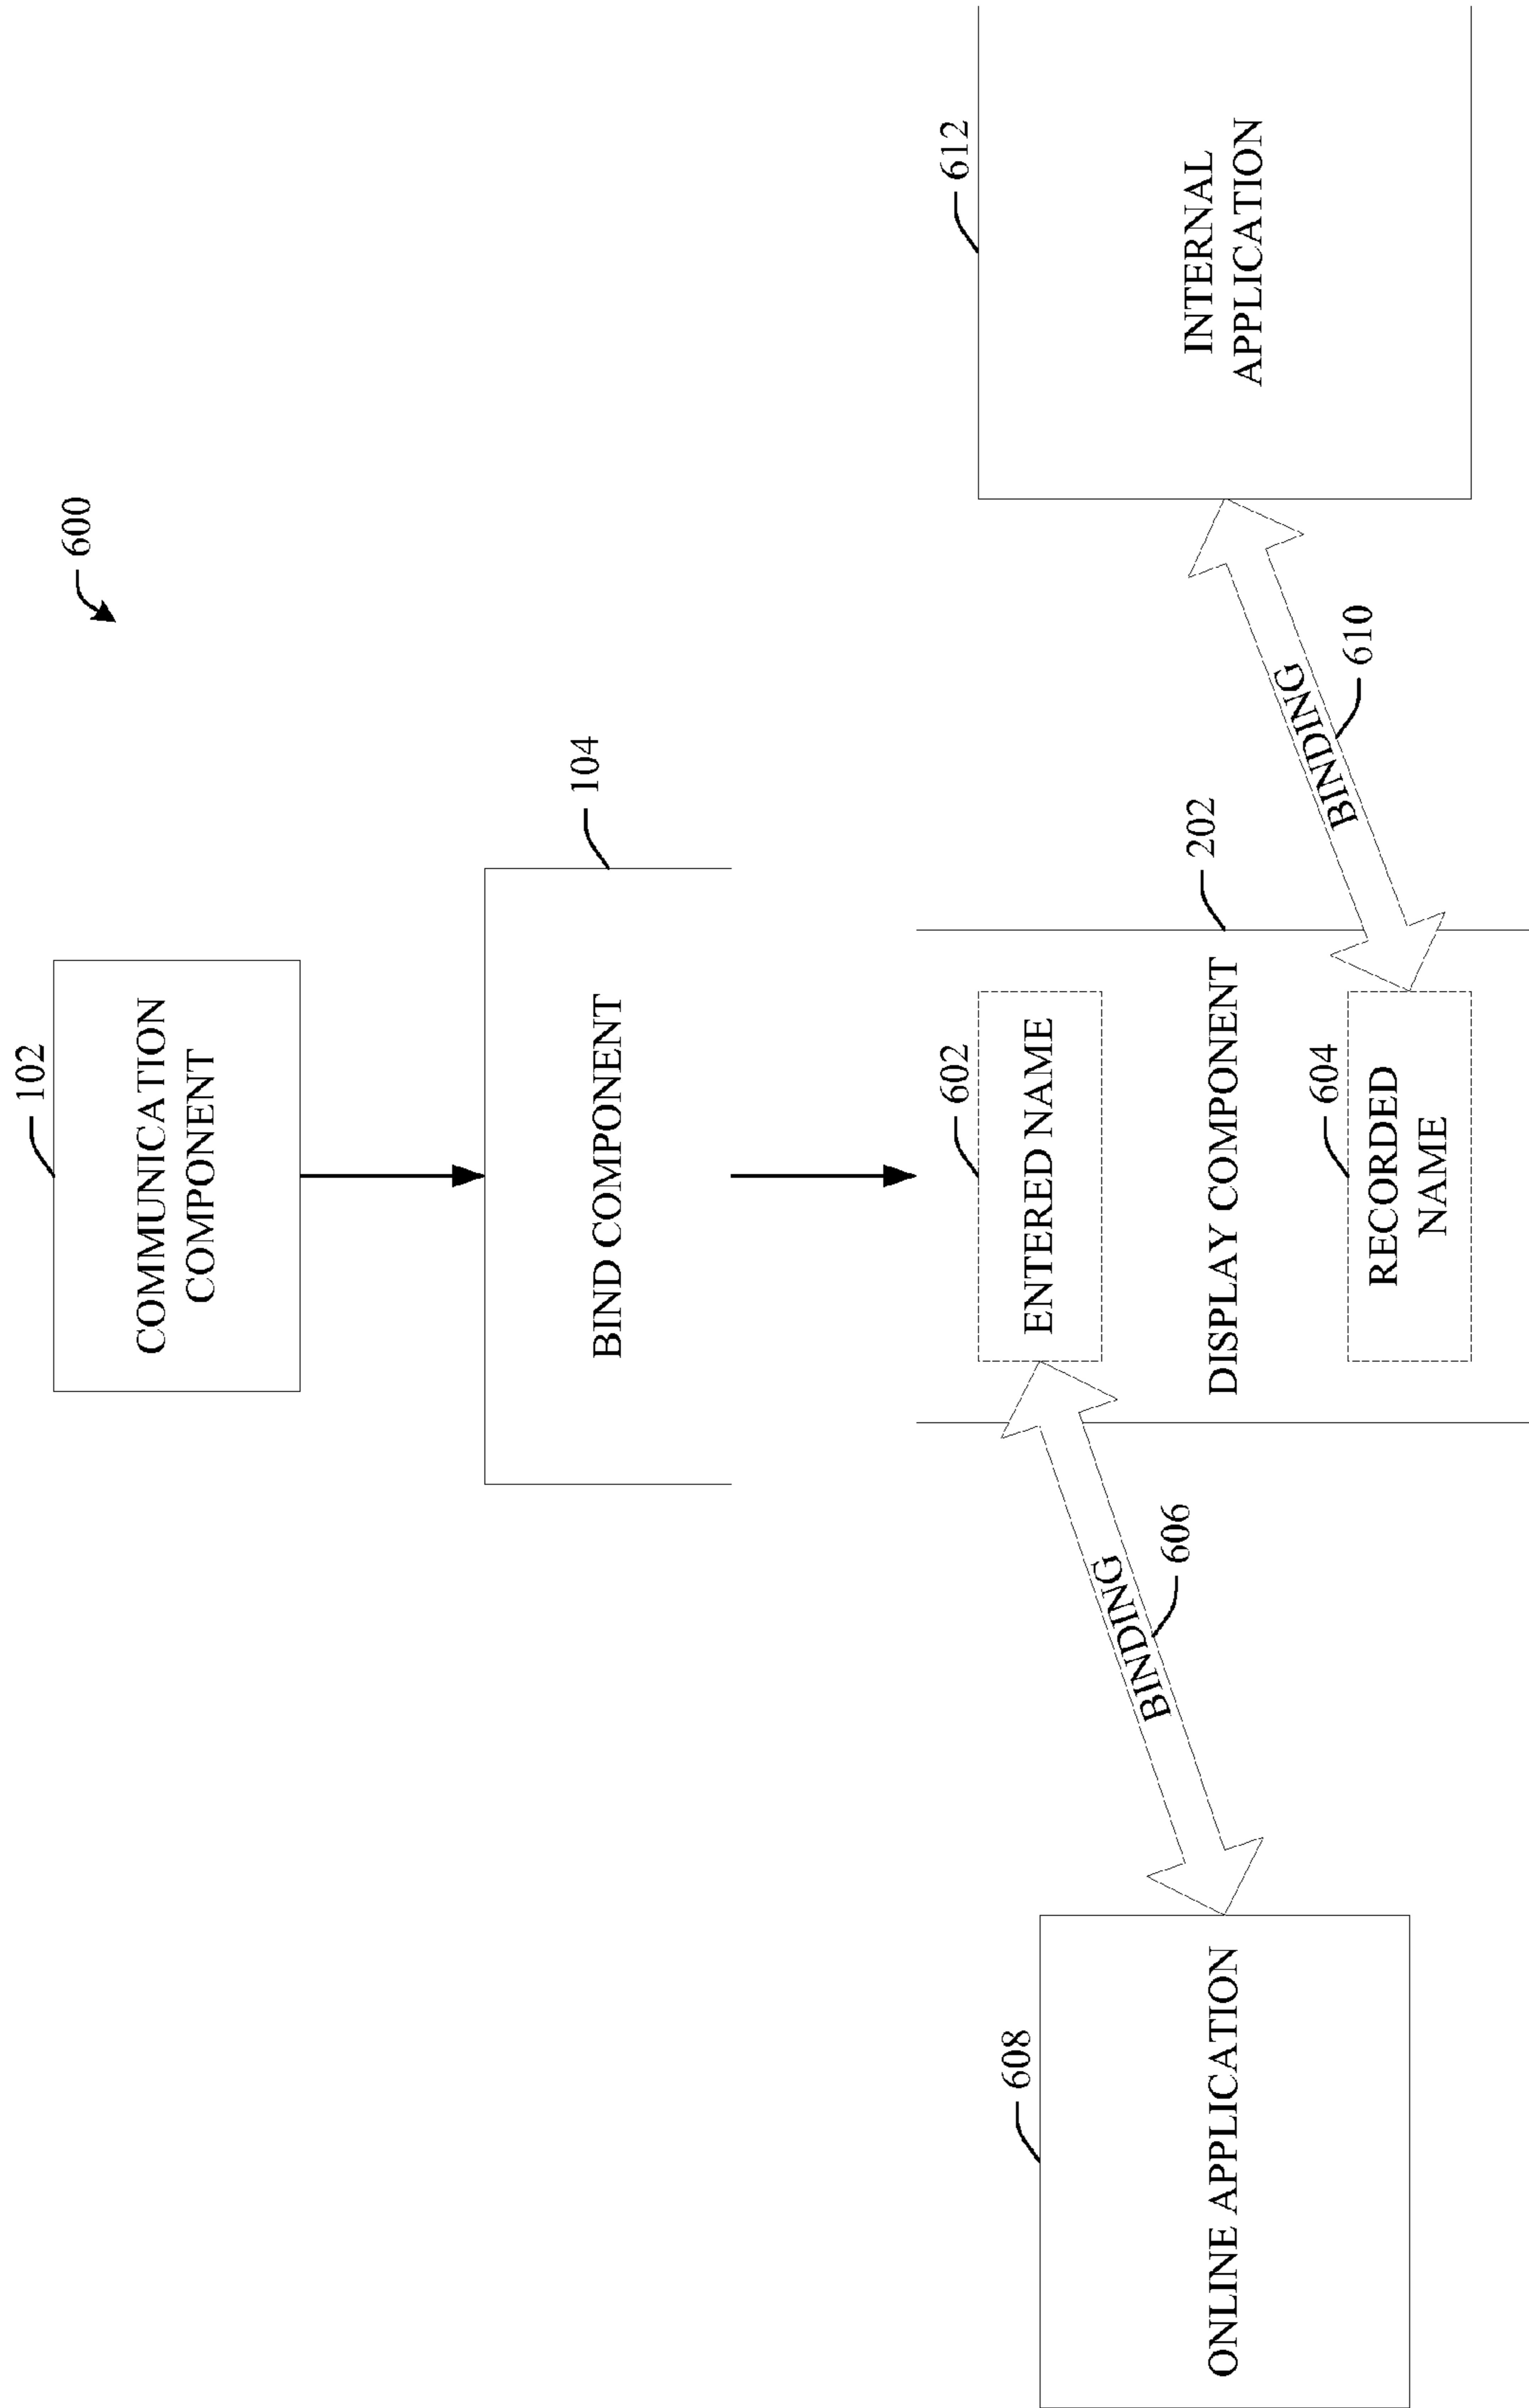 102
600
COMMUNICATION
COMPONENT
104
BIND COMPONENT
602
612
608
ENTERED NAME
BINDING
606
202
INTERNAL
APPLICATION
ONLINE APPLICATION
DISPLAY COMPONENT
BINDING
604
610
RECORDED
NAME